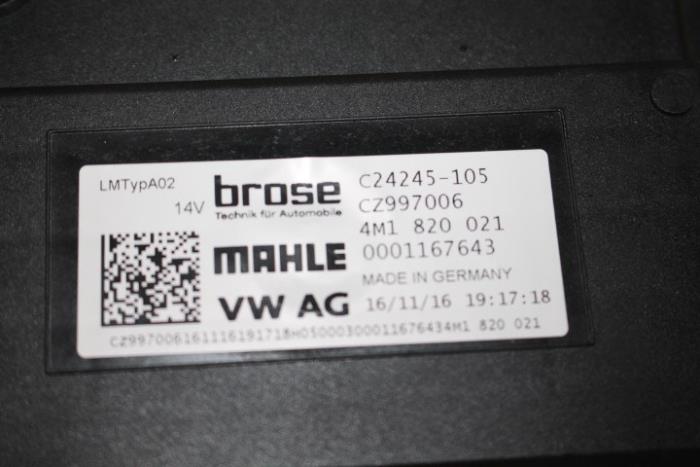 LMTypA02
14V
brose
Technik für Automobile
C24245-105
CZ997006
4M1 820 021
0001167643
MAHLE
MADE IN GERMANY
VW AG
16/11/16 19:17:18
CZ997006161116191718H05000300011676434M1 820 021